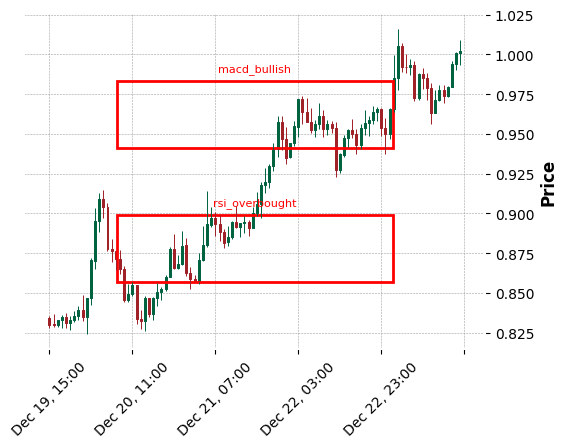 1.025
1.000
macd_bullish
0.975
0.950
0.925
rsi_overbought
0.900
0.875
0.850
0.825
Price
Dec 19, 15:00
Dec 20, 11:00
Dec 21, 07:00
Dec 22, 03:00
Dec 22, 23:00